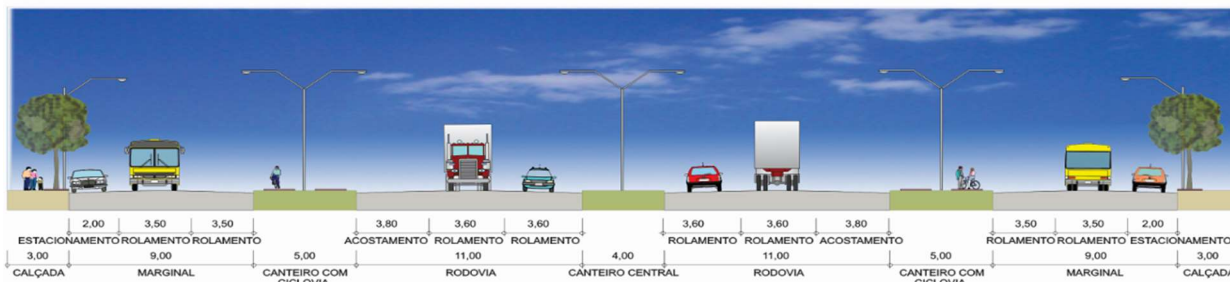 2,00 3,50 3,50 3,80 3,60 3,60 3,60 3,60 3,80 3,50 3,50 2,00
ESTACIONAMENTO ROLAMENTO ROLAMENTO ACOSTAMENTO ROLAMENTO ROLAMENTO ROLAMENTO ROLAMENTO ACOSTAMENTO ROLAMENTO ROLAMENTO ESTACIONAMENTO
3,00 9,00 5,00 11,00 4,00 11,00 5,00 9,00 3,00
CALÇADA MARGINAL CANTEIRO COM RODOVIA CANTEIRO CENTRAL RODOVIA CANTEIRO COM MARGINAL CALÇADA
CICLOVIA CICLOVIA